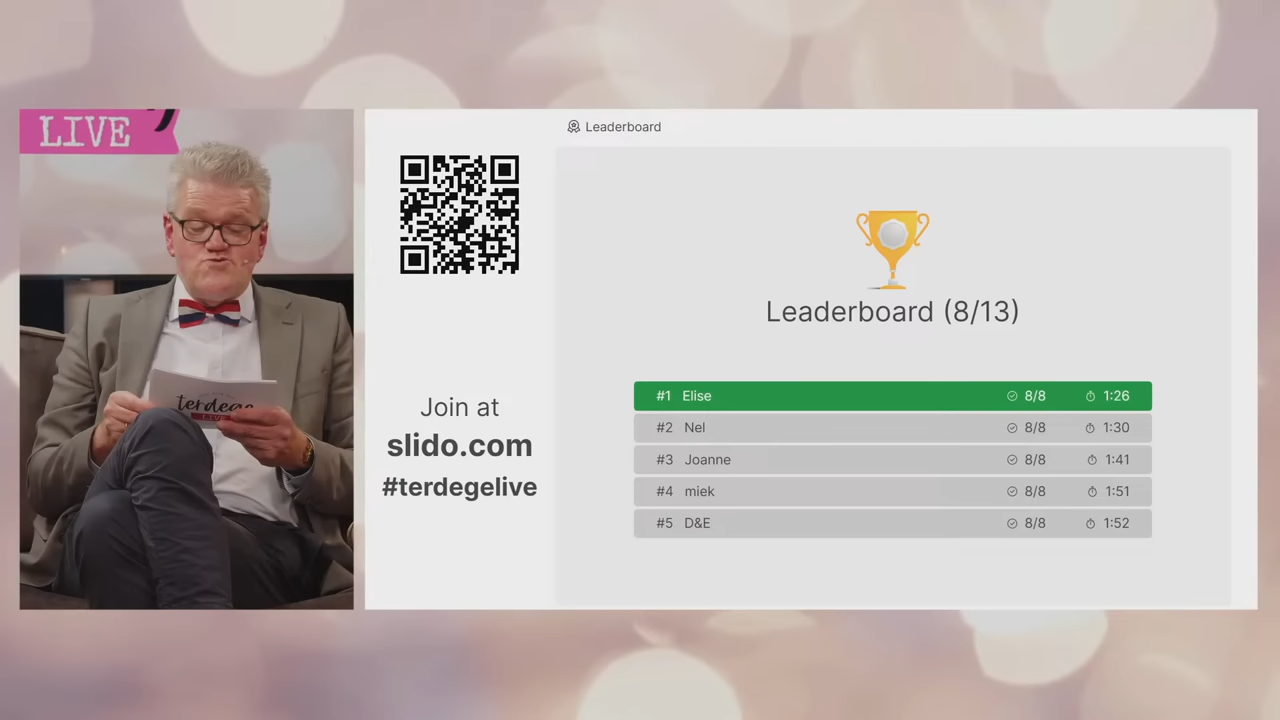 LIVE
terdege
LIVE
Leaderboard
Join at
slido.com
#terdegelive
Leaderboard (8/13)
#1 Elise 8/8 1:26
#2 Nel 8/8 1:30
#3 Joanne 8/8 1:41
#4 miek 8/8 1:51
#5 D&E 8/8 1:52